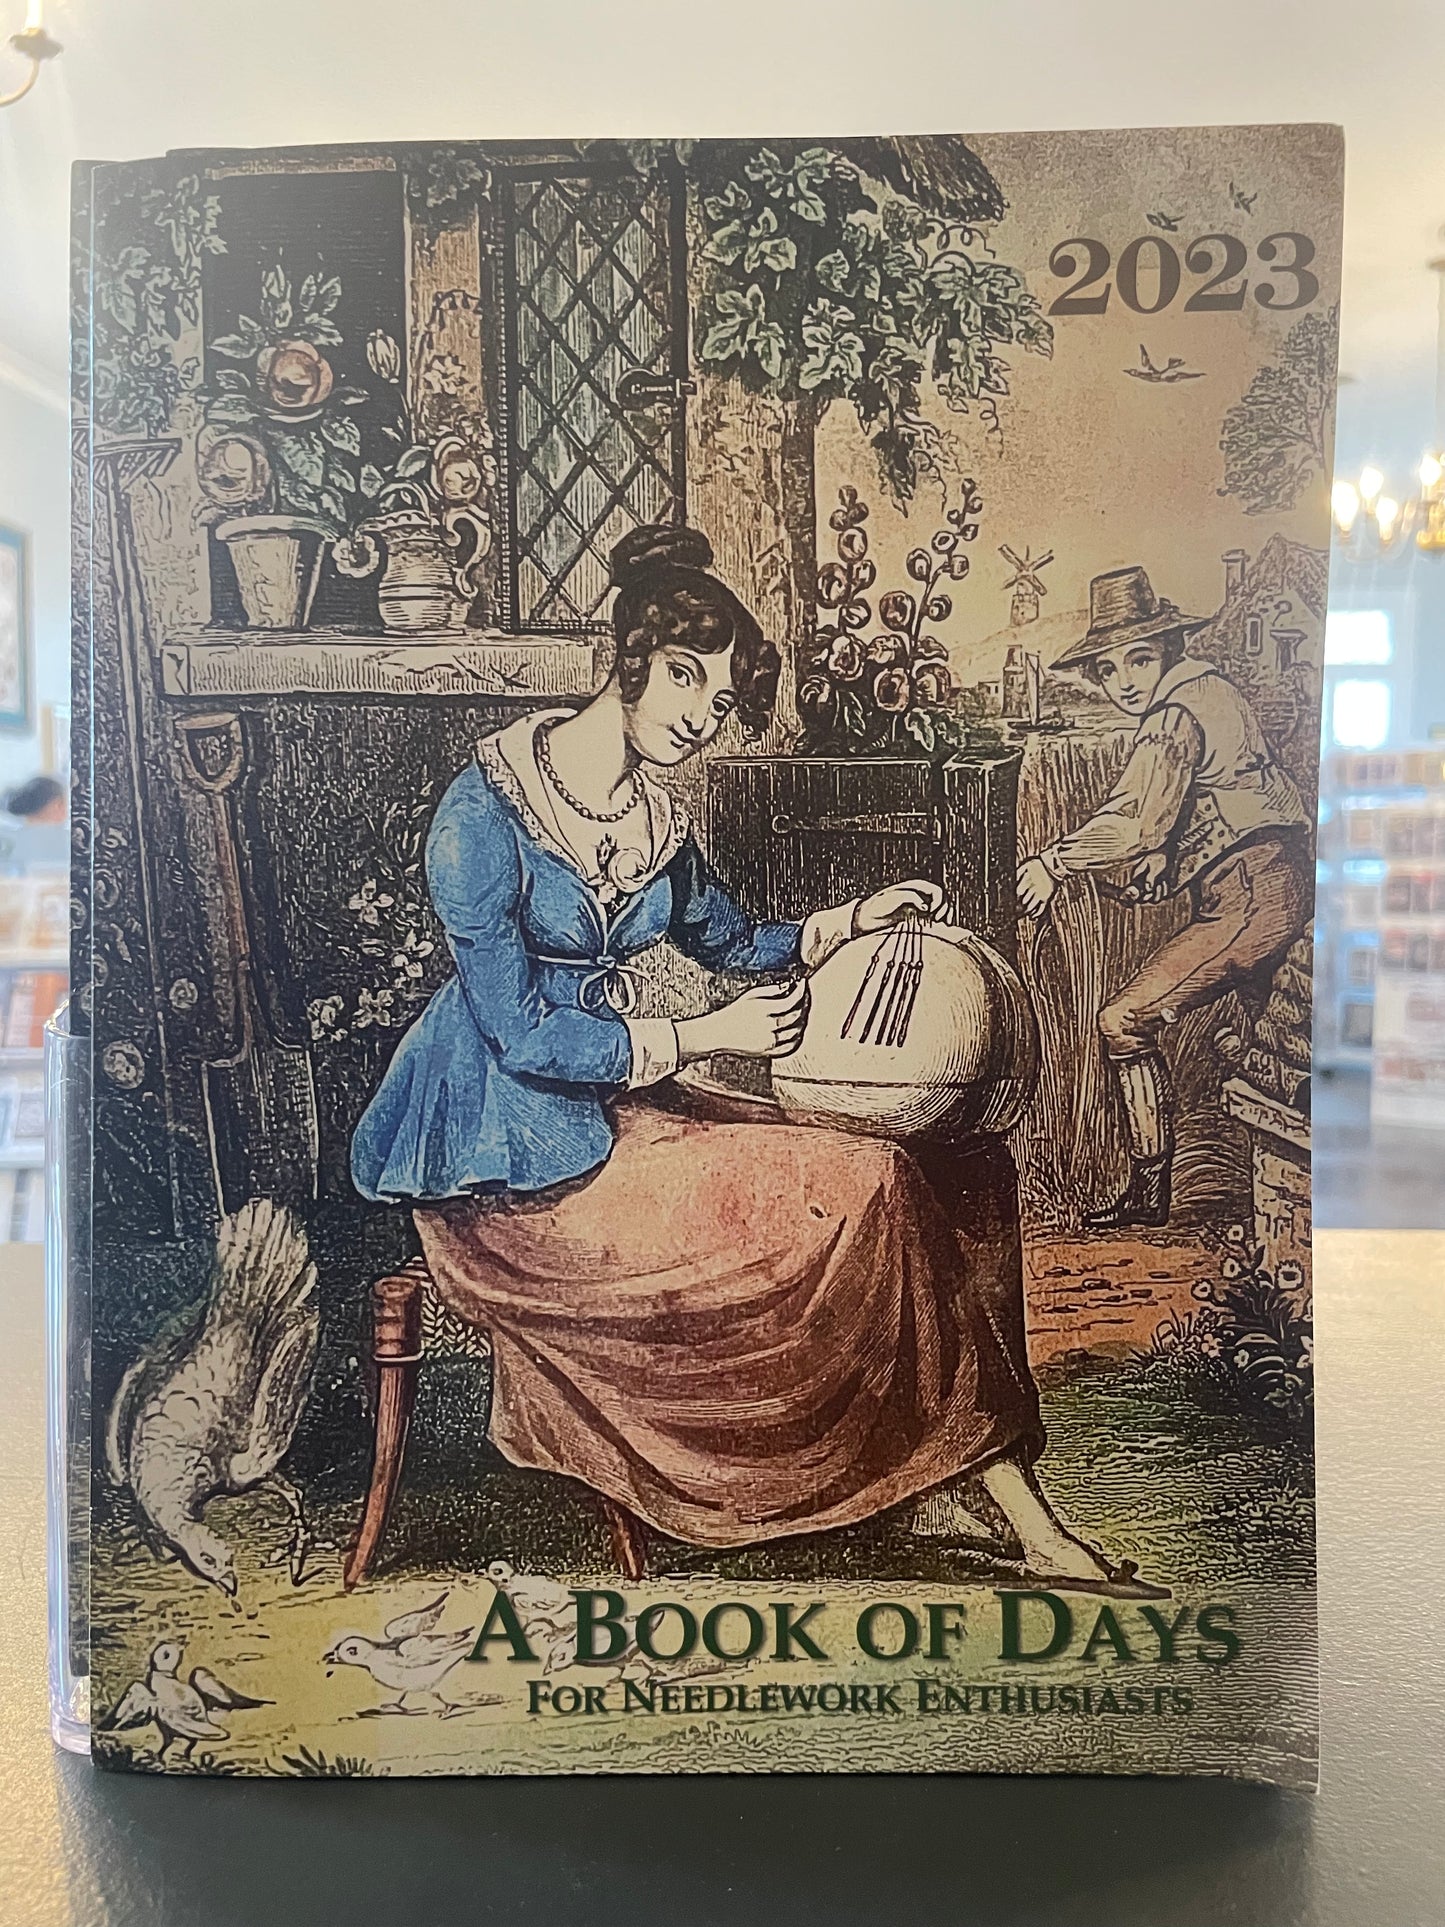 2023
A BOOK OF DAYS
FOR NEEDLEWORK ENTHUSIASTS